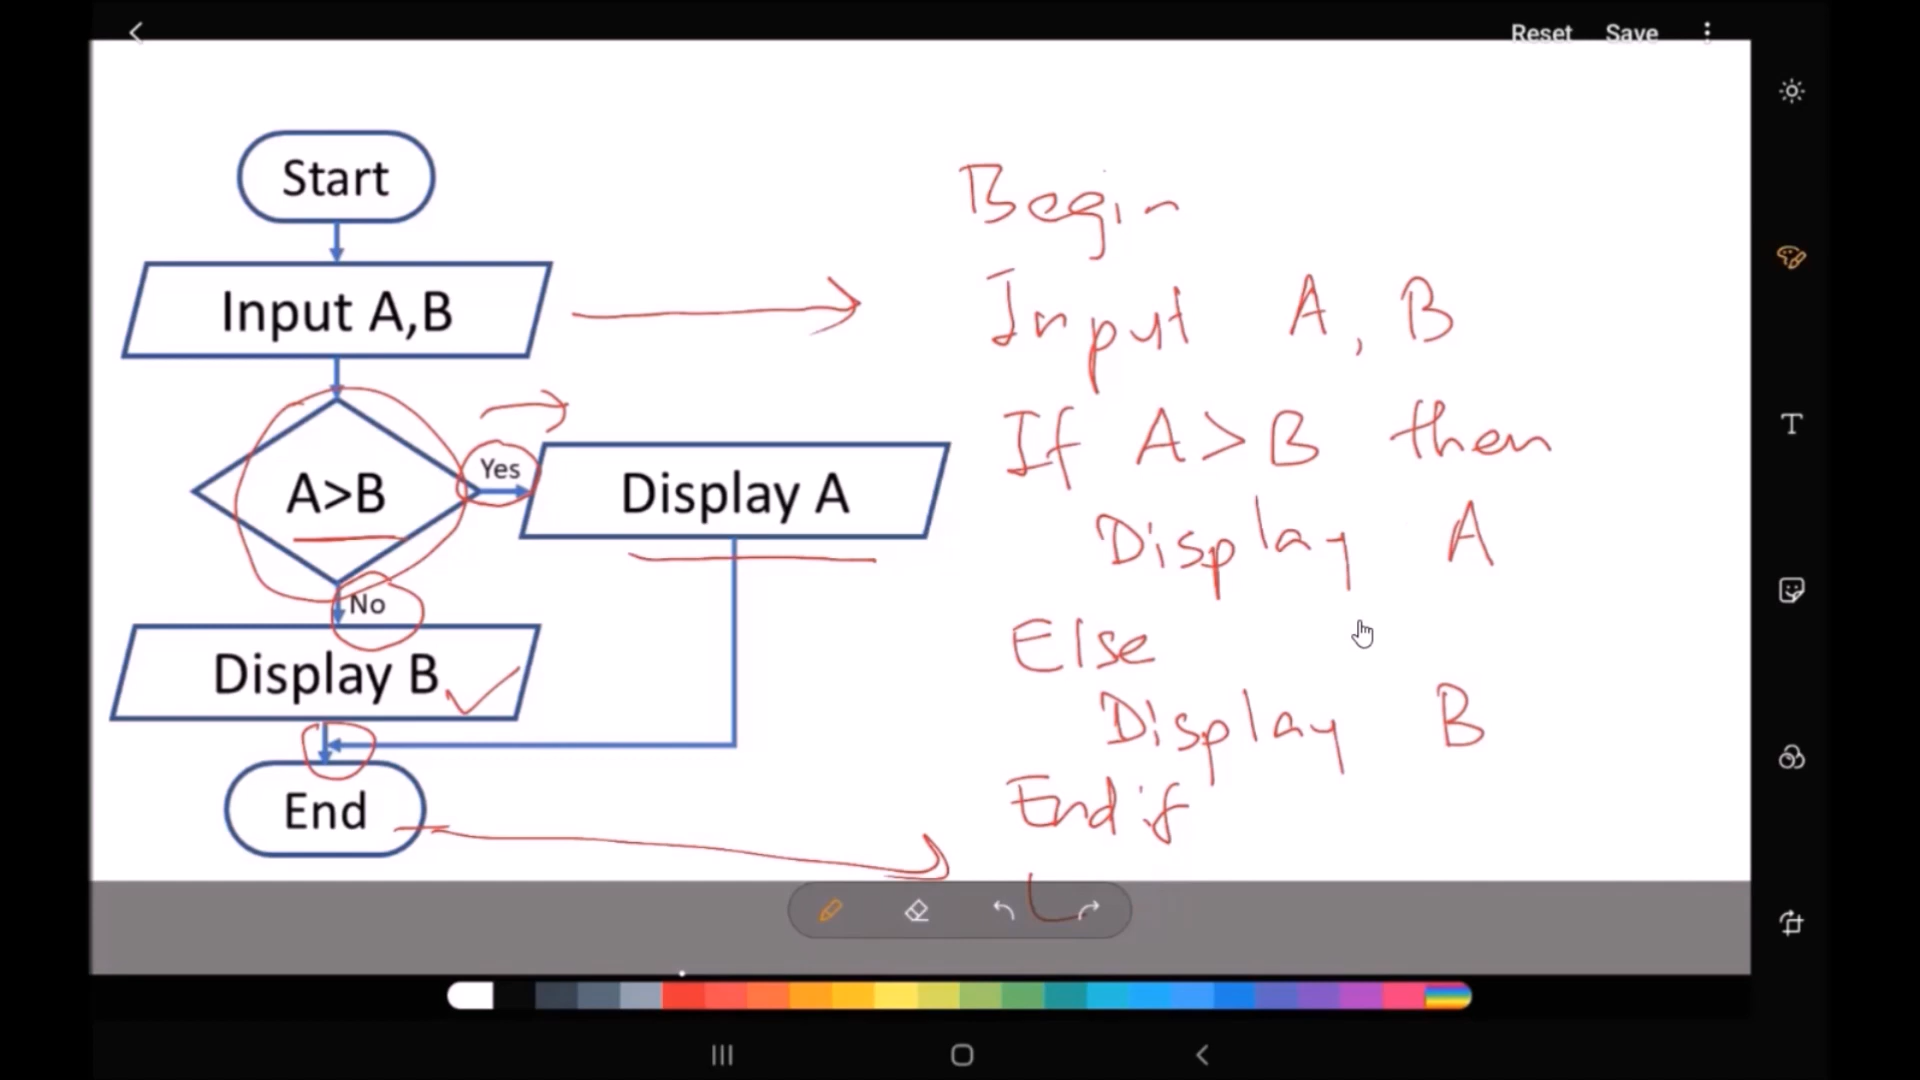 Reset Save
Start
Input A,B
A>B
Yes
Display A
No
Display B
End
Begin
Input A, B
If A>B then
Display A
Else
Display B
End if
T